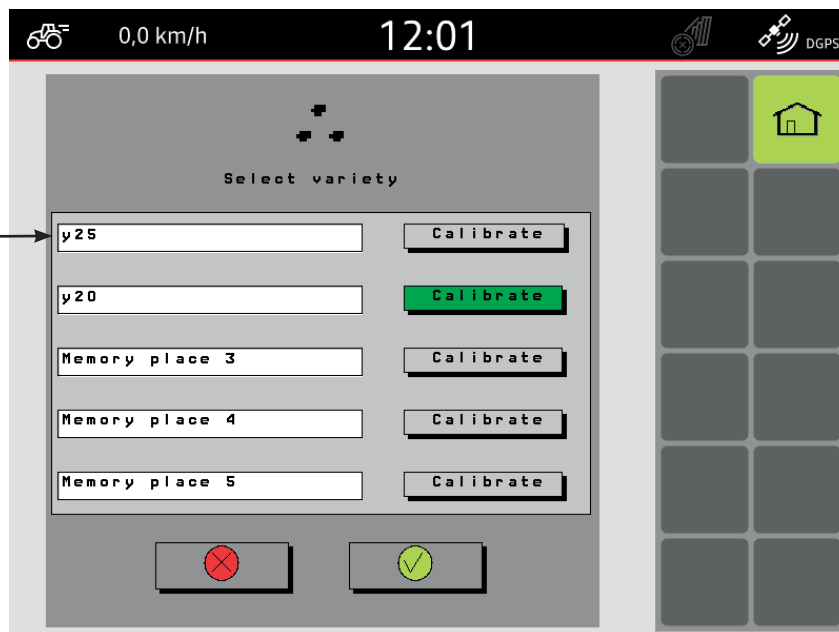 0,0 km/h 12:01 DGPS
Select variety
y25 Calibrate
y20 Calibrate
Memory place 3 Calibrate
Memory place 4 Calibrate
Memory place 5 Calibrate